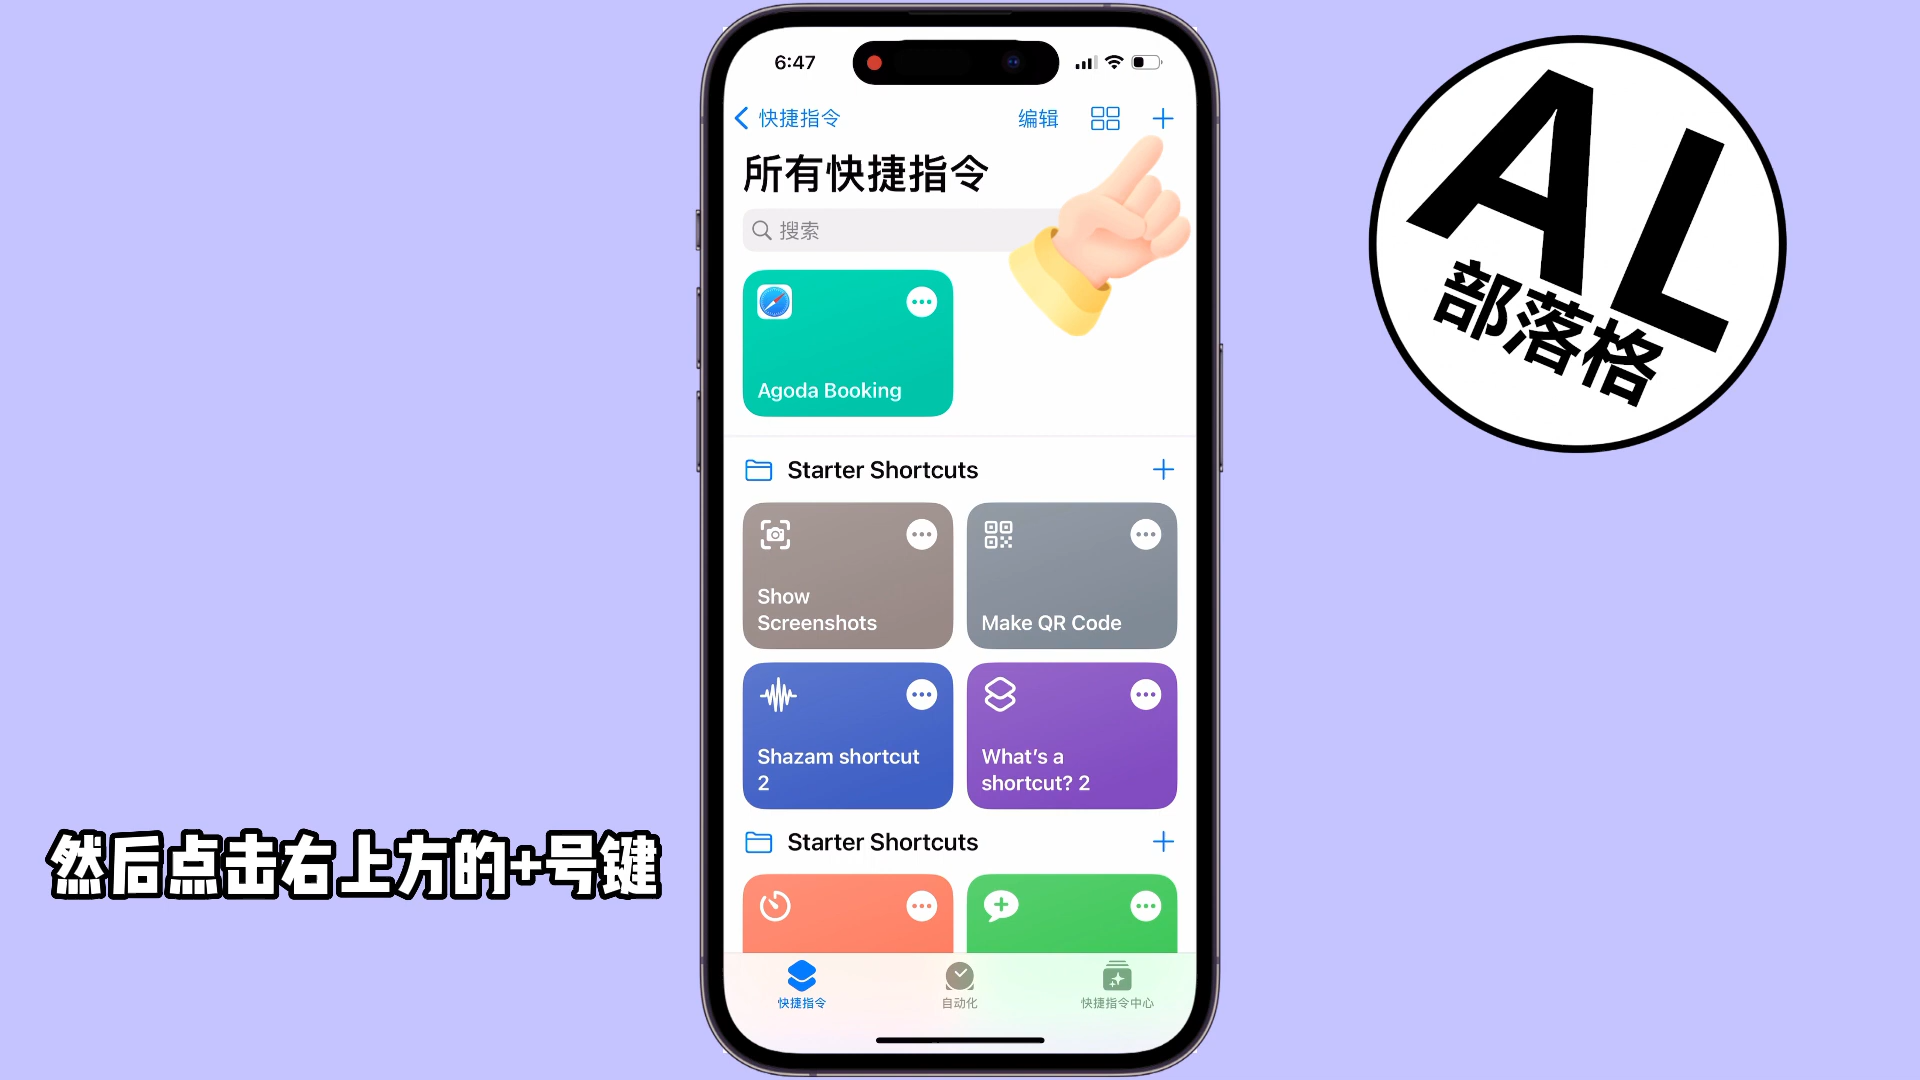 6:47
快捷指令
编辑
所有快捷指令
搜索
Agoda Booking
Starter Shortcuts
Show
Screenshots
Make QR Code
Shazam shortcut
2
What's a
shortcut? 2
Starter Shortcuts
快捷指令
自动化
快捷指令中心
然后点击右上方的+号键
AL
部落格